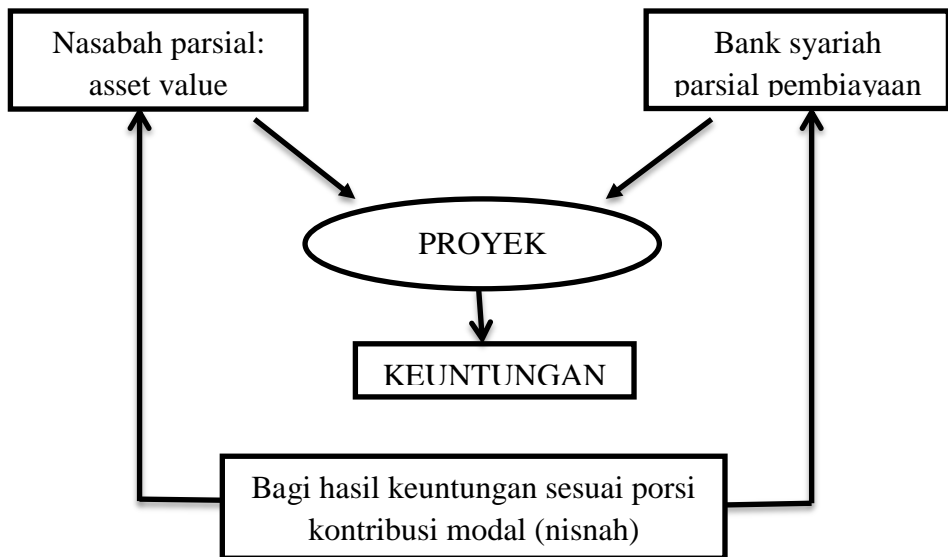 Nasabah parsial:
asset value
Bank syariah
parsial pembiayaan
PROYEK
KEUNTUNGAN
Bagi hasil keuntungan sesuai porsi
kontribusi modal (nisnah)